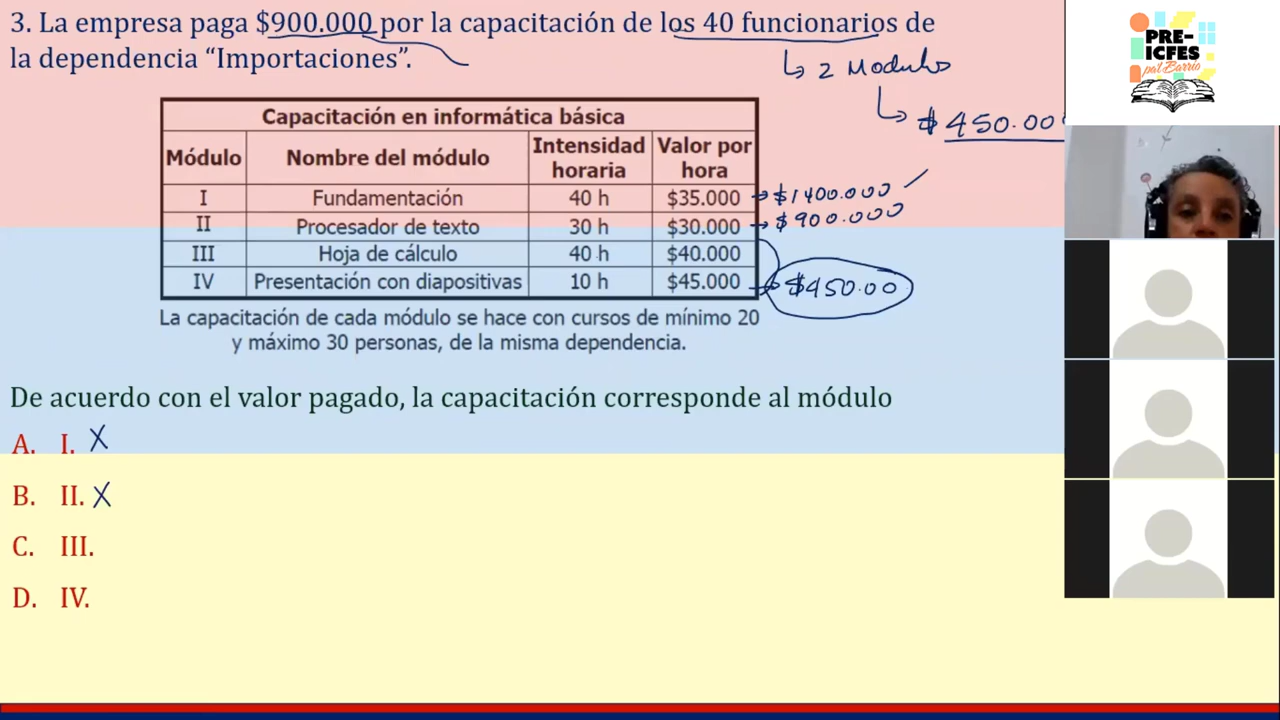 3. La empresa paga $900.000 por la capacitación de los 40 funcionarios de
la dependencia “Importaciones”.
↳ 2 Modulos
↳ $450.000
PRE-
ICFES
pa'l Barrio
Capacitación en informática básica
Módulo Nombre del módulo Intensidad horaria Valor por hora
I Fundamentación 40 h $35.000 → $1400.000
II Procesador de texto 30 h $30.000 → $900.000
III Hoja de cálculo 40 h $40.000
IV Presentación con diapositivas 10 h $45.000 → $450.00
La capacitación de cada módulo se hace con cursos de mínimo 20
y máximo 30 personas, de la misma dependencia.
De acuerdo con el valor pagado, la capacitación corresponde al módulo
A. I. X
B. II. X
C. III.
D. IV.